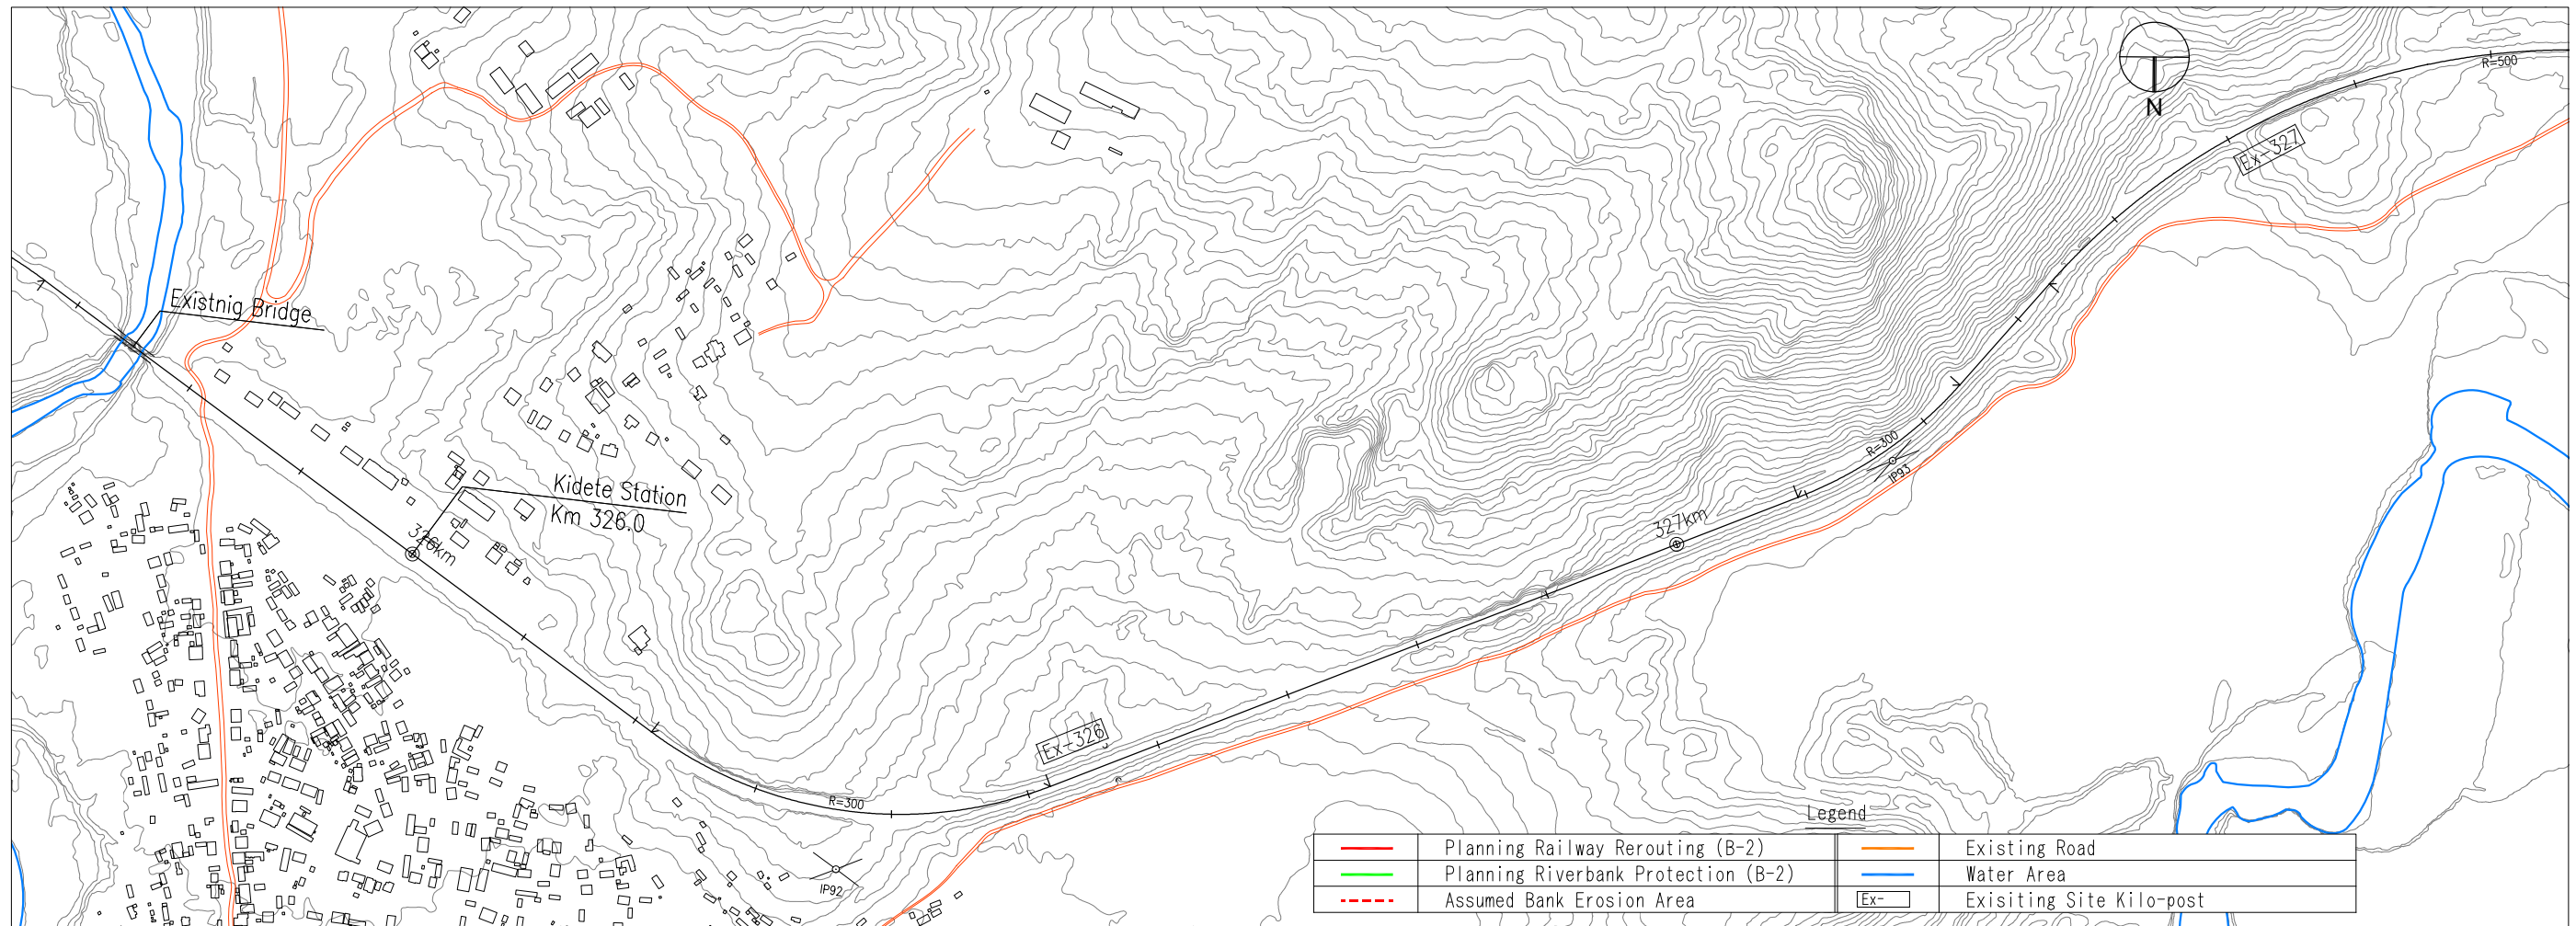 R=500
N
Ex-327
Existnig Bridge
R=300
IP93
Kidete Station
Km 326.0
326km
327km
Ex-326
R=300
IP92
Legend
Planning Railway Rerouting (B-2)
Existing Road
Planning Riverbank Protection (B-2)
Water Area
Assumed Bank Erosion Area
Ex-
Exisiting Site Kilo-post